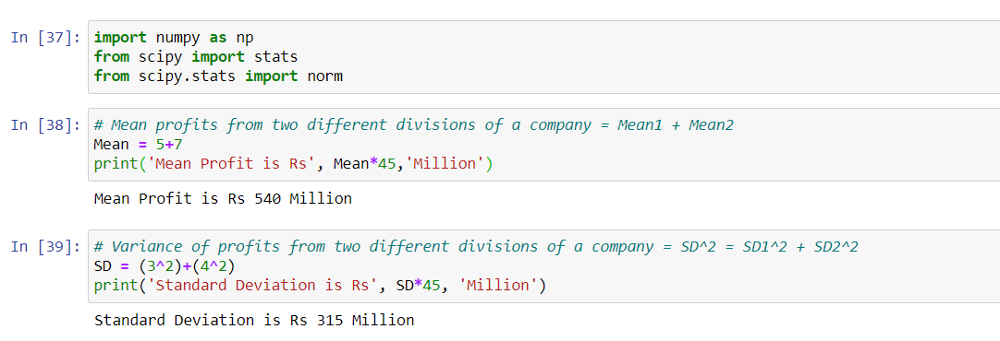 In [37]: import numpy as np
from scipy import stats
from scipy.stats import norm
In [38]: # Mean profits from two different divisions of a company = Mean1 + Mean2
Mean = 5+7
print('Mean Profit is Rs', Mean*45,'Million')
Mean Profit is Rs 540 Million
In [39]: # Variance of profits from two different divisions of a company = SD^2 = SD1^2 + SD2^2
SD = (3^2)+(4^2)
print('Standard Deviation is Rs', SD*45, 'Million')
Standard Deviation is Rs 315 Million